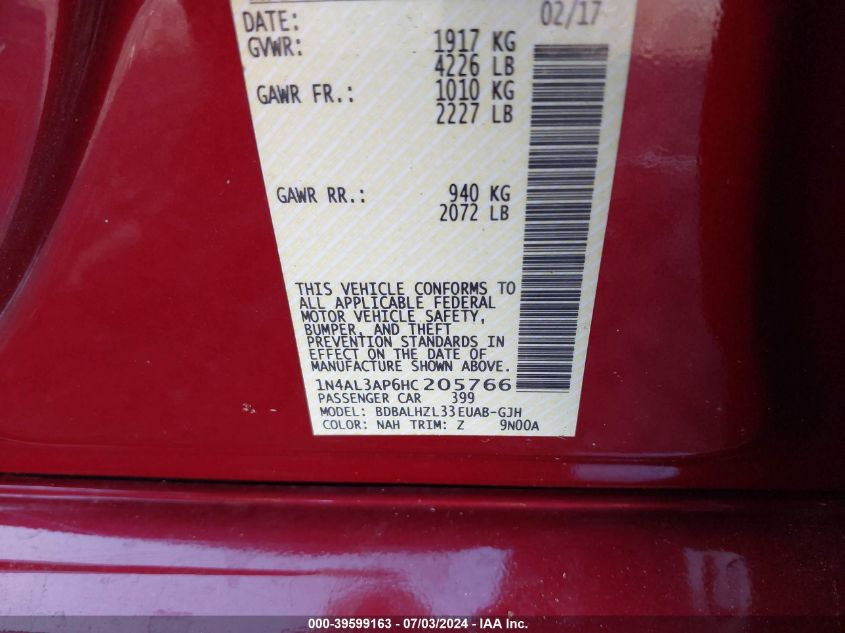 DATE: 02/17
GVWR: 1917 KG
4226 LB
GAWR FR.: 1010 KG
2227 LB
GAWR RR.: 940 KG
2072 LB
THIS VEHICLE CONFORMS TO
ALL APPLICABLE FEDERAL
MOTOR VEHICLE SAFETY,
BUMPER, AND THEFT
PREVENTION STANDARDS IN
EFFECT ON THE DATE OF
MANUFACTURE SHOWN ABOVE.
1N4AL3AP6HC205766
PASSENGER CAR 399
MODEL: BDBALHZL33EUAB-GJH
COLOR: NAH TRIM: Z 9N00A
000-39599163 - 07/03/2024 - IAA Inc.